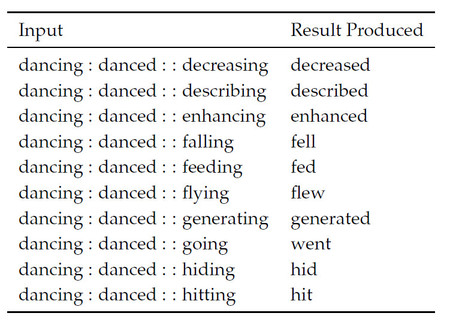 Input Result Produced
dancing : danced : : decreasing decreased
dancing : danced : : describing described
dancing : danced : : enhancing enhanced
dancing : danced : : falling fell
dancing : danced : : feeding fed
dancing : danced : : flying flew
dancing : danced : : generating generated
dancing : danced : : going went
dancing : danced : : hiding hid
dancing : danced : : hitting hit